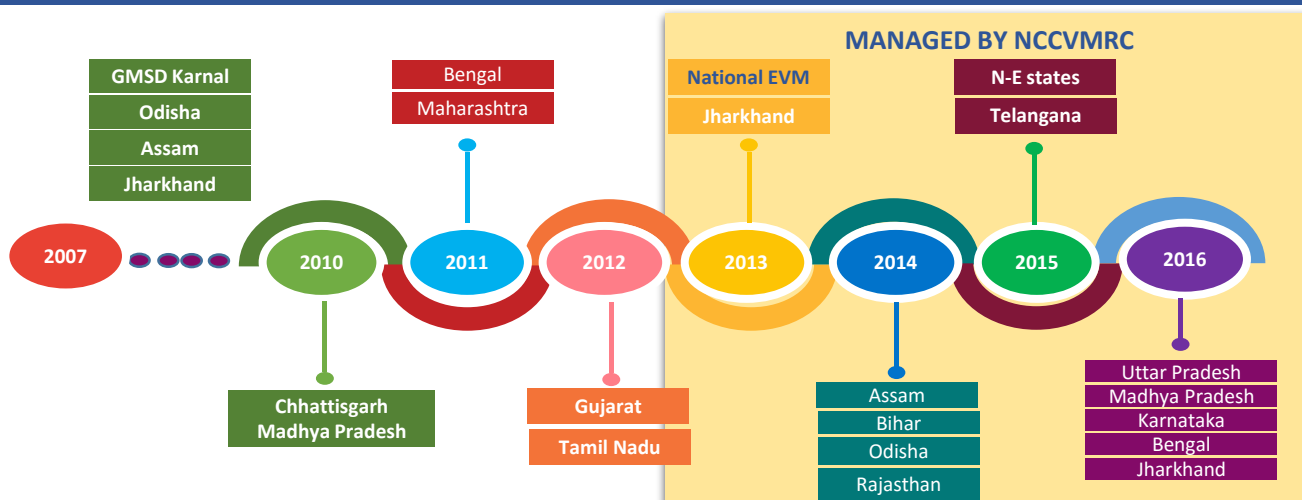 MANAGED BY NCCVMRC
GMSD Karnal
Odisha
Assam
Jharkhand
Bengal
Maharashtra
National EVM
Jharkhand
N-E states
Telangana
2007
2010
2011
2012
2013
2014
2015
2016
Chhattisgarh
Madhya Pradesh
Gujarat
Tamil Nadu
Assam
Bihar
Odisha
Rajasthan
Uttar Pradesh
Madhya Pradesh
Karnataka
Bengal
Jharkhand